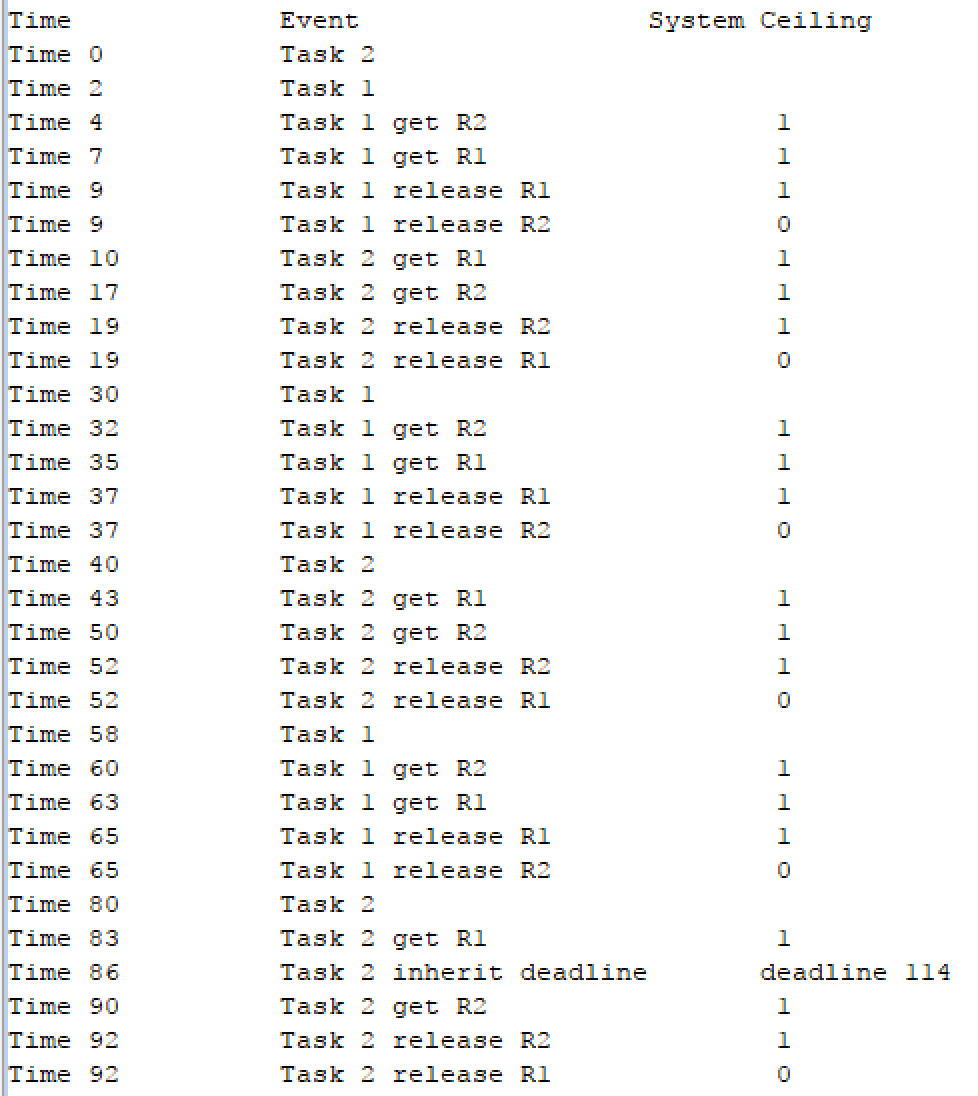 Time Event System Ceiling
Time 0 Task 2
Time 2 Task 1
Time 4 Task 1 get R2 1
Time 7 Task 1 get R1 1
Time 9 Task 1 release R1 1
Time 9 Task 1 release R2 0
Time 10 Task 2 get R1 1
Time 17 Task 2 get R2 1
Time 19 Task 2 release R2 1
Time 19 Task 2 release R1 0
Time 30 Task 1
Time 32 Task 1 get R2 1
Time 35 Task 1 get R1 1
Time 37 Task 1 release R1 1
Time 37 Task 1 release R2 0
Time 40 Task 2
Time 43 Task 2 get R1 1
Time 50 Task 2 get R2 1
Time 52 Task 2 release R2 1
Time 52 Task 2 release R1 0
Time 58 Task 1
Time 60 Task 1 get R2 1
Time 63 Task 1 get R1 1
Time 65 Task 1 release R1 1
Time 65 Task 1 release R2 0
Time 80 Task 2
Time 83 Task 2 get R1 1
Time 86 Task 2 inherit deadline deadline 114
Time 90 Task 2 get R2 1
Time 92 Task 2 release R2 1
Time 92 Task 2 release R1 0